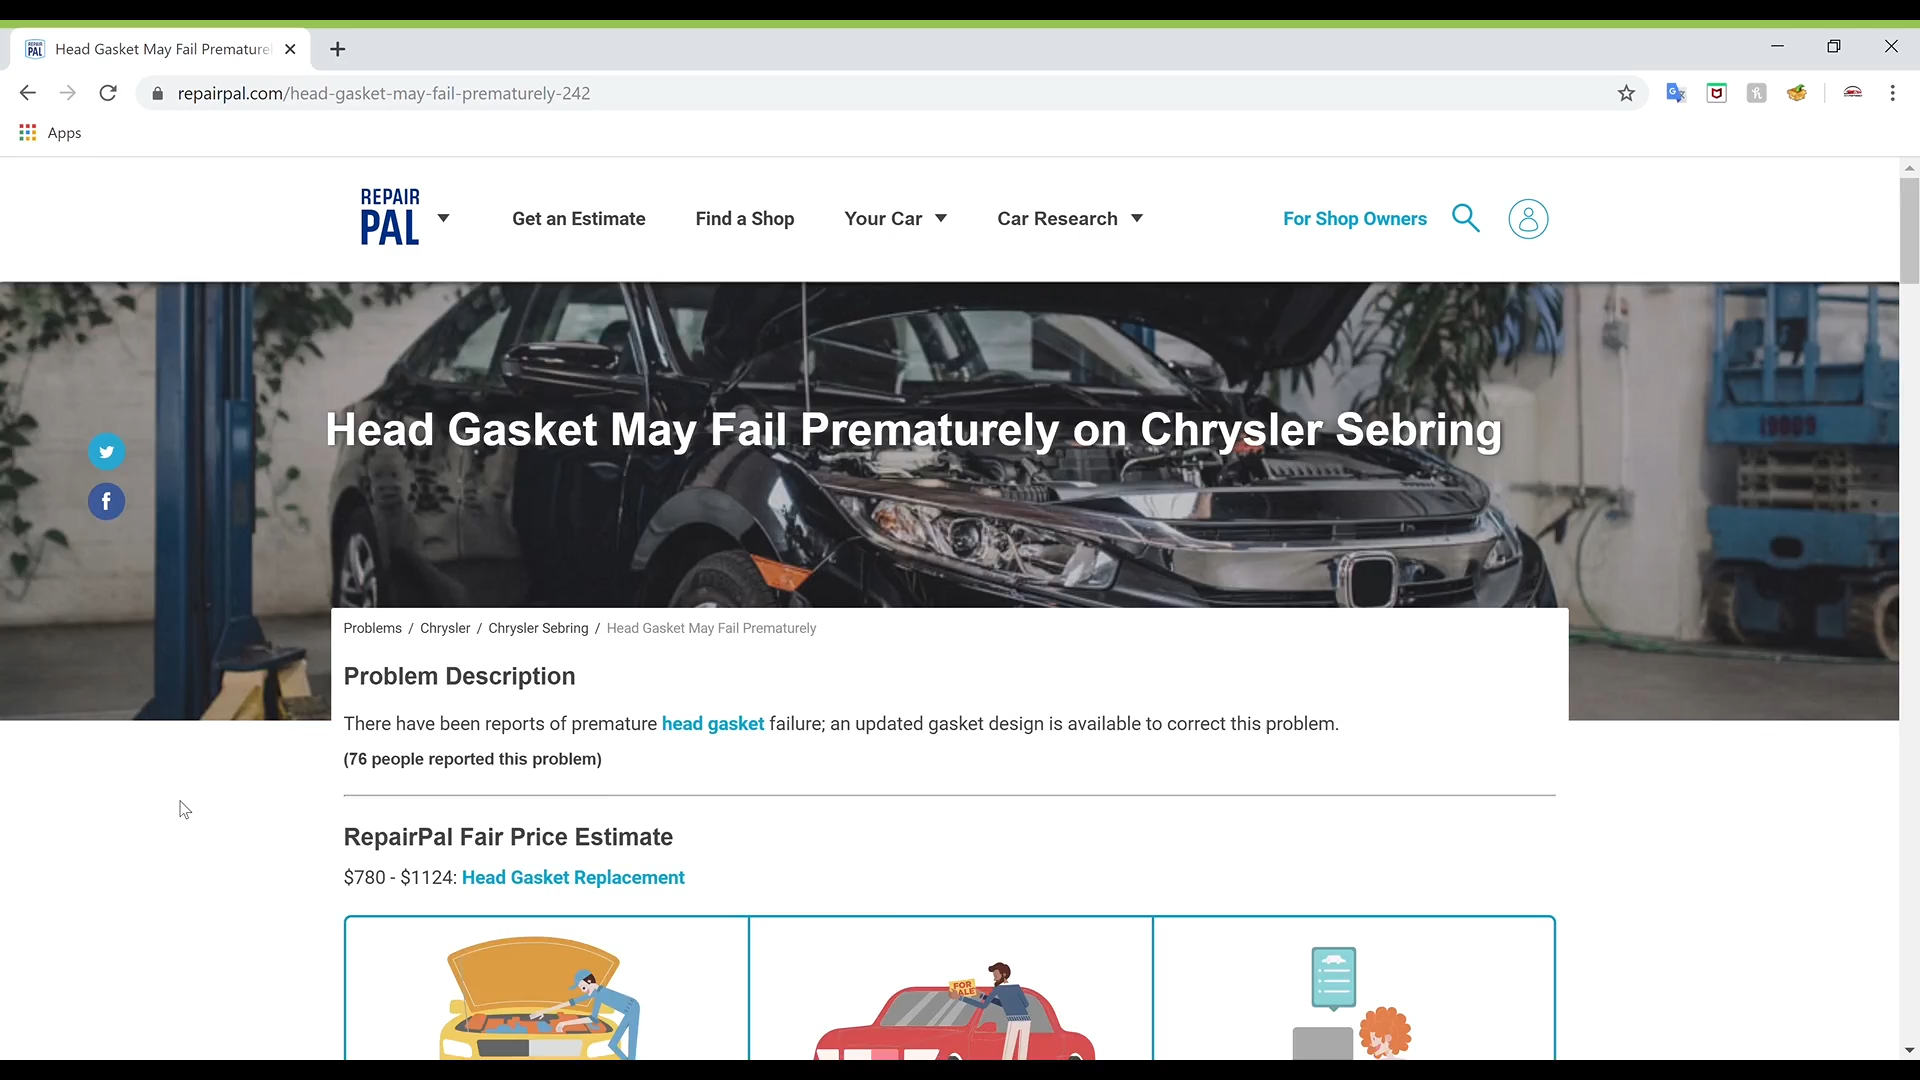 Head Gasket May Fail Prematurel
repairpal.com/head-gasket-may-fail-prematurely-242
Apps
REPAIR
PAL
Get an Estimate
Find a Shop
Your Car
Car Research
For Shop Owners
Head Gasket May Fail Prematurely on Chrysler Sebring
Problems / Chrysler / Chrysler Sebring / Head Gasket May Fail Prematurely
Problem Description
There have been reports of premature head gasket failure; an updated gasket design is available to correct this problem.
(76 people reported this problem)
RepairPal Fair Price Estimate
$780 - $1124: Head Gasket Replacement
FOR